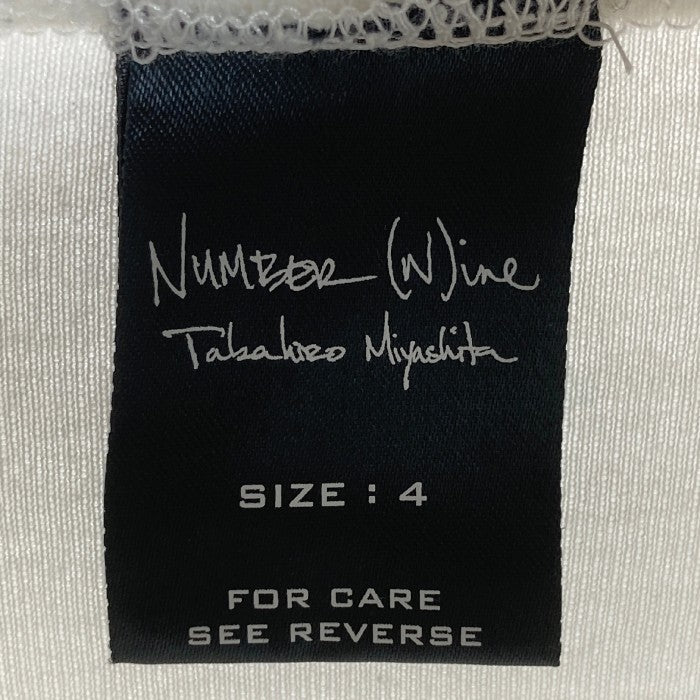 NUMBER (N)ine
Takahiro Miyashita
SIZE : 4
FOR CARE
SEE REVERSE